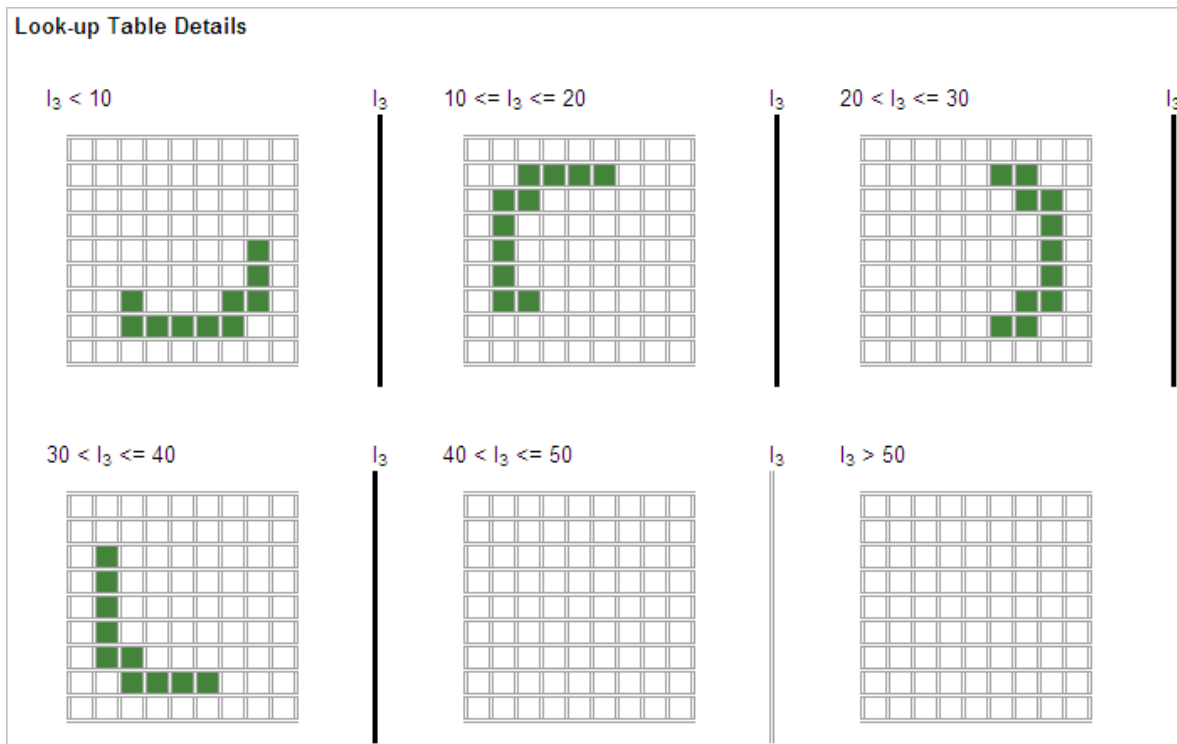 Look-up Table Details
I₃ < 10 I₃ 10 <= I₃ <= 20 I₃ 20 < I₃ <= 30 I₃
30 < I₃ <= 40 I₃ 40 < I₃ <= 50 I₃ I₃ > 50